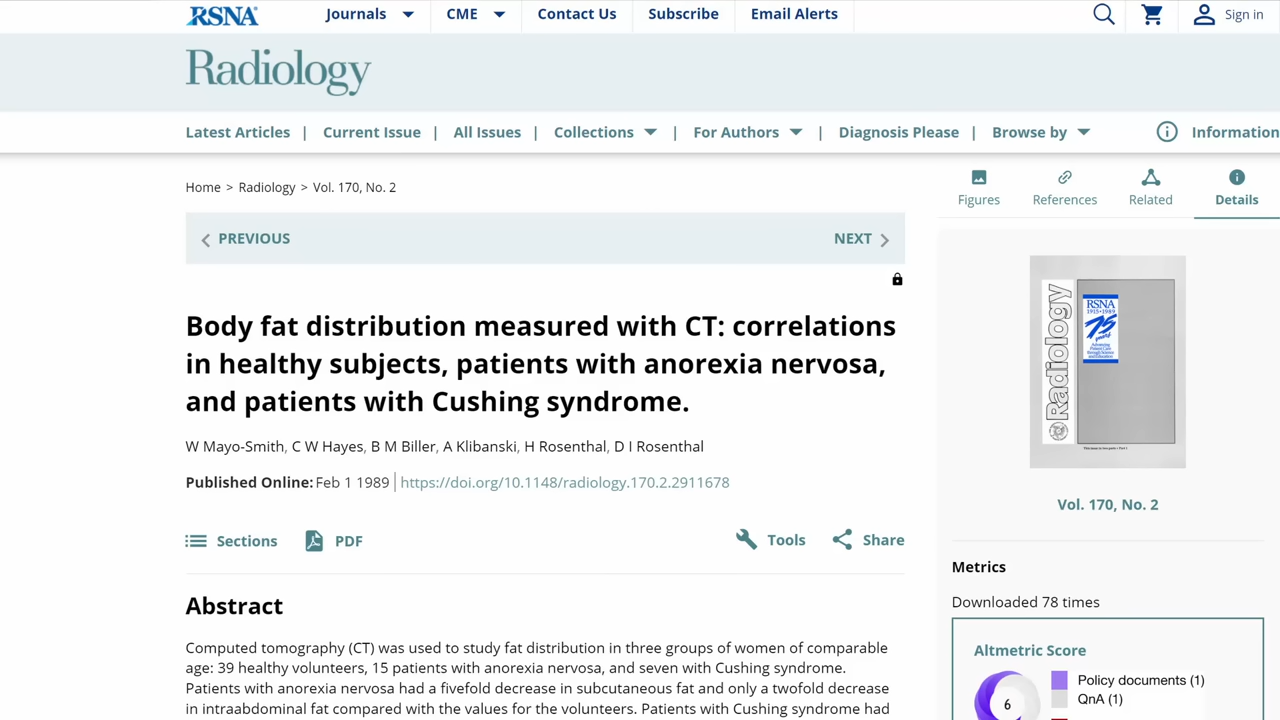 RSNA Journals CME Contact Us Subscribe Email Alerts Sign in
Radiology
Latest Articles | Current Issue | All Issues | Collections | For Authors | Diagnosis Please | Browse by Information
Home > Radiology > Vol. 170, No. 2
PREVIOUS NEXT
Body fat distribution measured with CT: correlations
in healthy subjects, patients with anorexia nervosa,
and patients with Cushing syndrome.
W Mayo-Smith, C W Hayes, B M Biller, A Klibanski, H Rosenthal, D I Rosenthal
Published Online: Feb 1 1989 | https://doi.org/10.1148/radiology.170.2.2911678
Sections PDF Tools Share
Abstract
Computed tomography (CT) was used to study fat distribution in three groups of women of comparable
age: 39 healthy volunteers, 15 patients with anorexia nervosa, and seven with Cushing syndrome.
Patients with anorexia nervosa had a fivefold decrease in subcutaneous fat and only a twofold decrease
in intraabdominal fat compared with the values for the volunteers. Patients with Cushing syndrome had
Figures References Related Details
Radiology
RSNA
1915·1989
75
years
Vol. 170, No. 2
Metrics
Downloaded 78 times
Altmetric Score
6
Policy documents (1)
QnA (1)